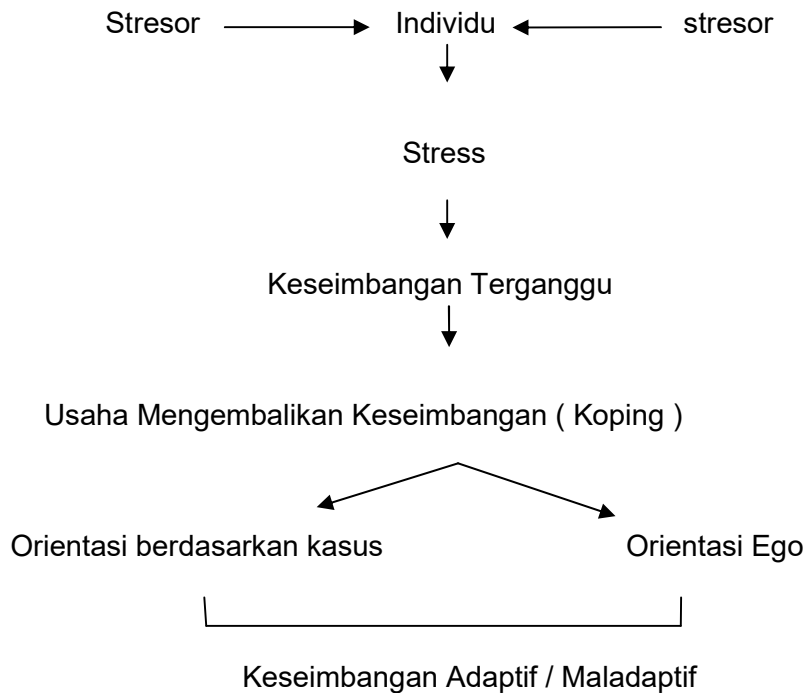 Stresor Individu stresor
Stress
Keseimbangan Terganggu
Usaha Mengembalikan Keseimbangan ( Koping )
Orientasi berdasarkan kasus Orientasi Ego
Keseimbangan Adaptif / Maladaptif